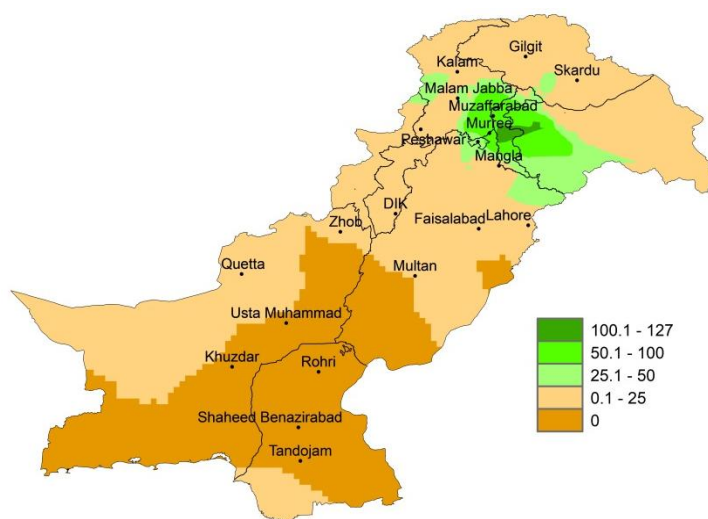 Gilgit
Kalam
Skardu
Malam Jabba
Muzaffarabad
Murree
Peshawar
Mangla
DIK
Zhob
Faisalabad
Lahore
Quetta
Multan
Usta Muhammad
Khuzdar
Rohri
Shaheed Benazirabad
Tandojam
100.1 - 127
50.1 - 100
25.1 - 50
0.1 - 25
0